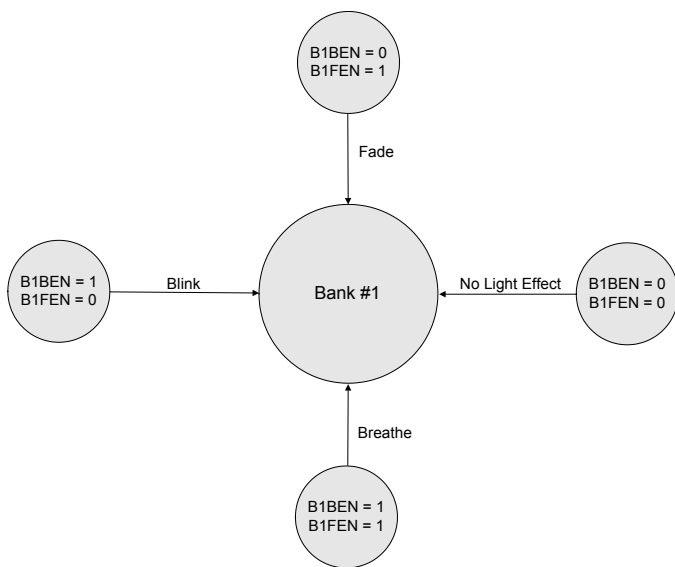 B1BEN = 0
B1FEN = 1
Fade
B1BEN = 1
B1FEN = 0
Blink
Bank #1
No Light Effect
B1BEN = 0
B1FEN = 0
Breathe
B1BEN = 1
B1FEN = 1